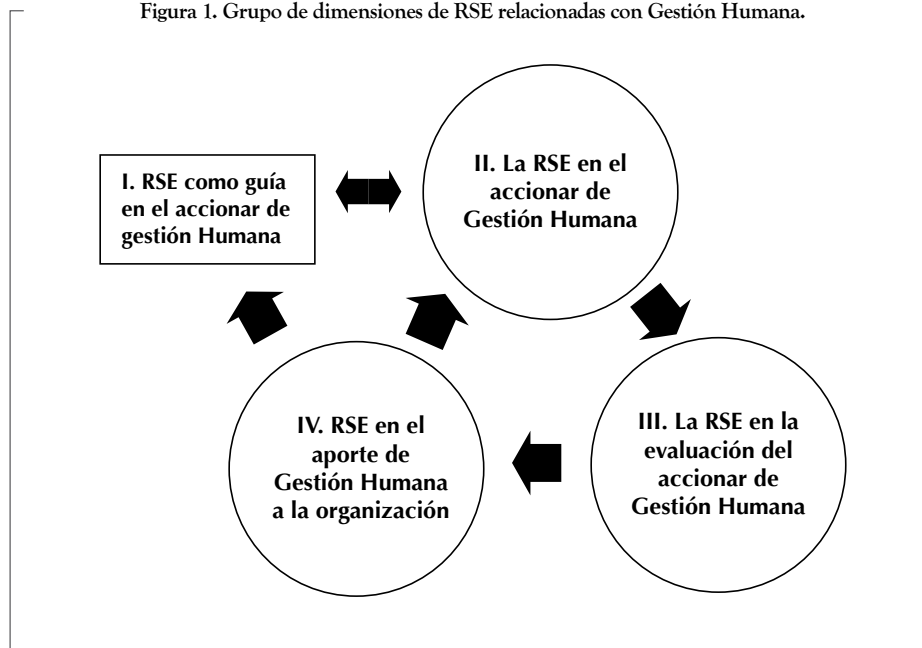 Figura 1. Grupo de dimensiones de RSE relacionadas con Gestión Humana.
I. RSE como guía
en el accionar de
gestión Humana
II. La RSE en el
accionar de
Gestión Humana
III. La RSE en la
evaluación del
accionar de
Gestión Humana
IV. RSE en el
aporte de
Gestión Humana
a la organización